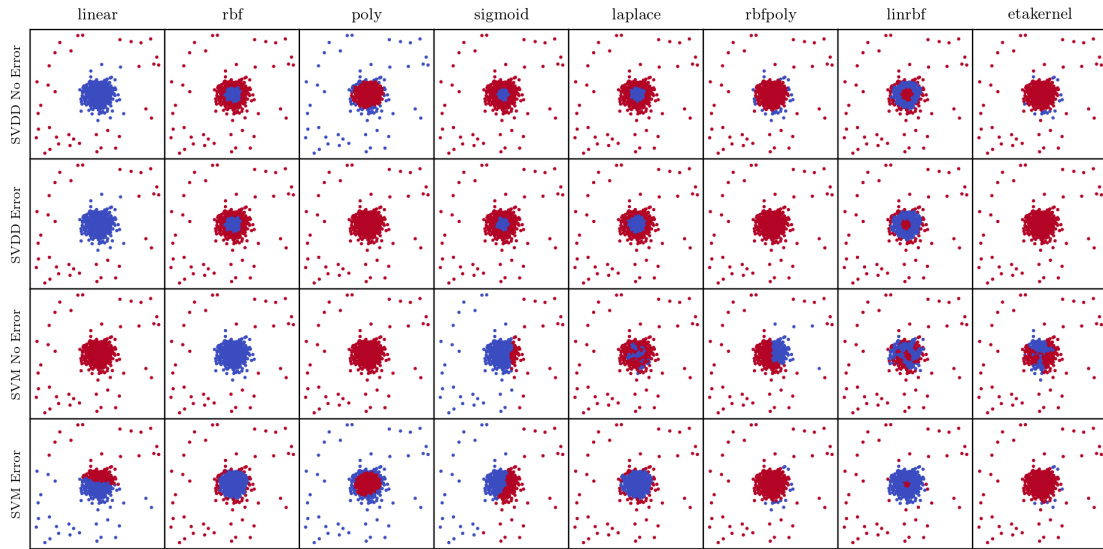 linear rbf poly sigmoid laplace rbfpoly linrbf etakernel
SVDD No Error
SVDD Error
SVM No Error
SVM Error